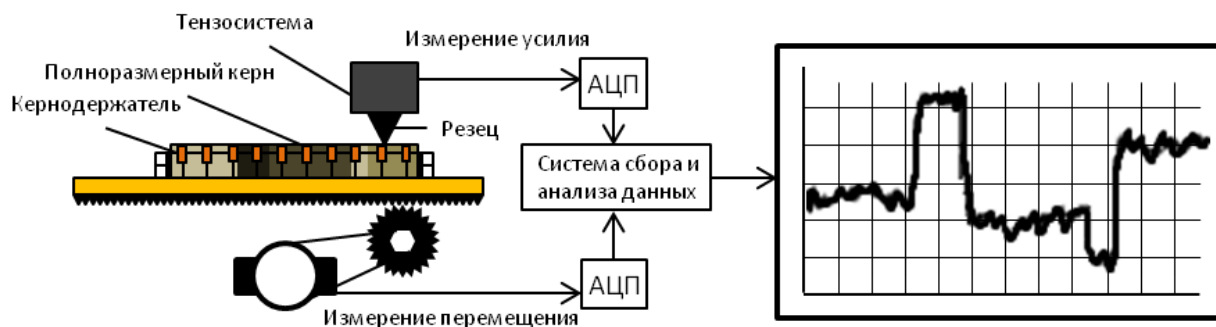 Тензосистема
Измерение усилия
Полноразмерный керн
АЦП
Кернодержатель
Резец
Система сбора и
анализа данных
АЦП
Измерение перемещения